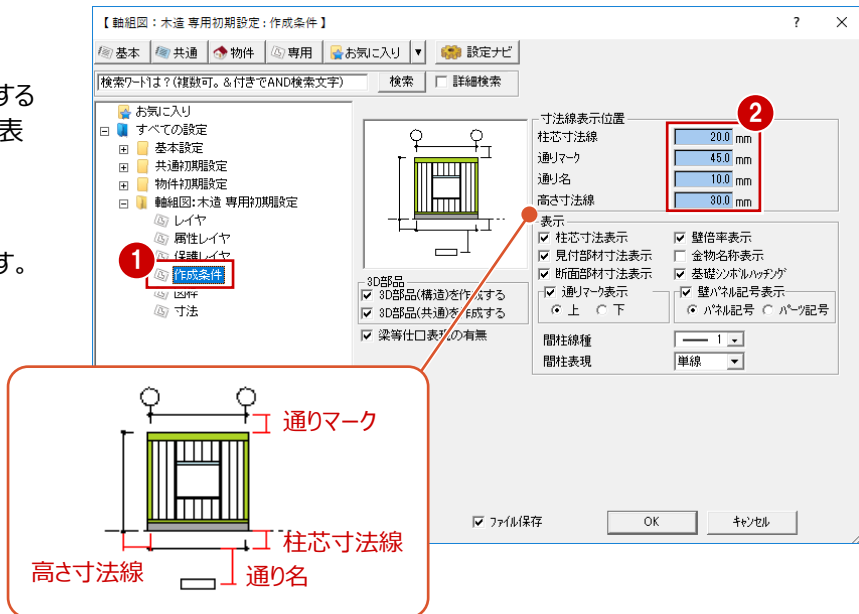 【 軸組図：木造 専用初期設定 : 作成条件 】
? ×
基本 共通 物件 専用 お気に入り ▼ 設定ナビ
検索ワードは？(複数可。＆付きでAND検索文字) 検索 詳細検索
する
表
す。
お気に入り
すべての設定
基本設定
共通初期設定
物件初期設定
軸組図:木造 専用初期設定
レイヤ
属性レイヤ
保護レイヤ
1
作成条件
図枠
寸法
3D部品
3D部品(構造)を作成する
3D部品(共通)を作成する
梁等仕口表現の有無
寸法線表示位置
2
柱芯寸法線 20.0 mm
通りマーク 45.0 mm
通り名 10.0 mm
高さ寸法線 30.0 mm
表示
柱芯寸法表示 壁倍率表示
見付部材寸法表示 金物名称表示
断面部材寸法表示 基礎シンボルハッチング
通りマーク表示 壁パネル記号表示
上 下 パネル記号 パーツ記号
間柱線種 1
間柱表現 単線
通りマーク
柱芯寸法線
高さ寸法線
通り名
ファイル保存 OK キャンセル